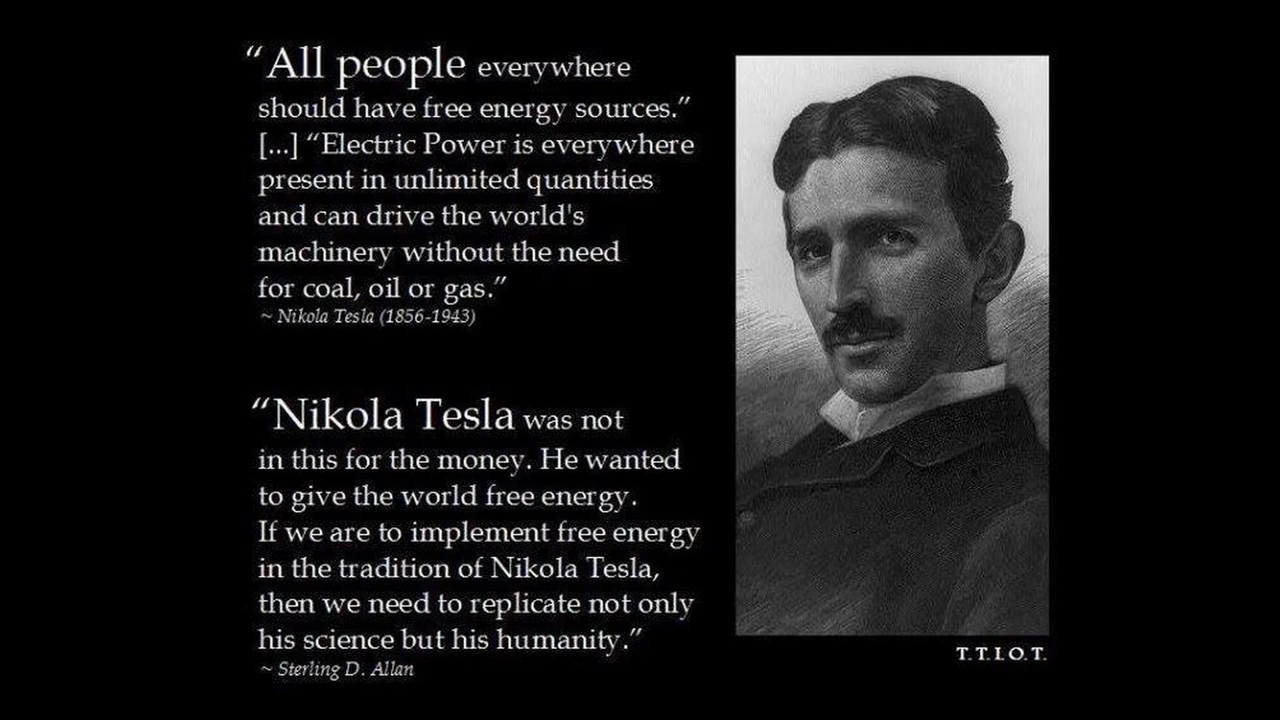 “All people everywhere
should have free energy sources.”
[...] “Electric Power is everywhere
present in unlimited quantities
and can drive the world's
machinery without the need
for coal, oil or gas.”
~ Nikola Tesla (1856-1943)
“Nikola Tesla was not
in this for the money. He wanted
to give the world free energy.
If we are to implement free energy
in the tradition of Nikola Tesla,
then we need to replicate not only
his science but his humanity.”
~ Sterling D. Allan
T.T.I.O.T.